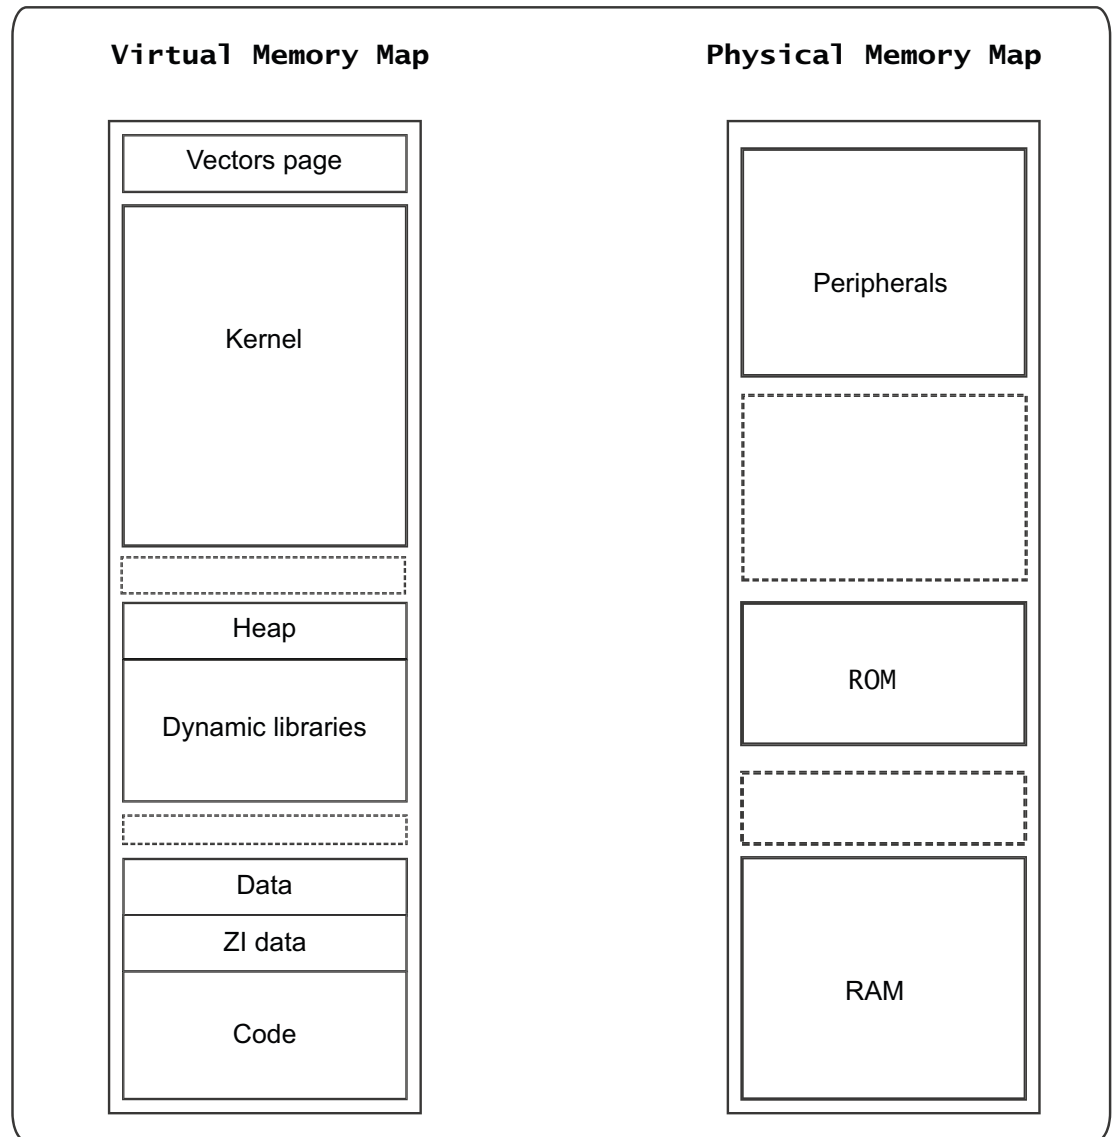 Virtual Memory Map
Physical Memory Map
Vectors page
Kernel
Heap
Dynamic libraries
Data
ZI data
Code
Peripherals
ROM
RAM